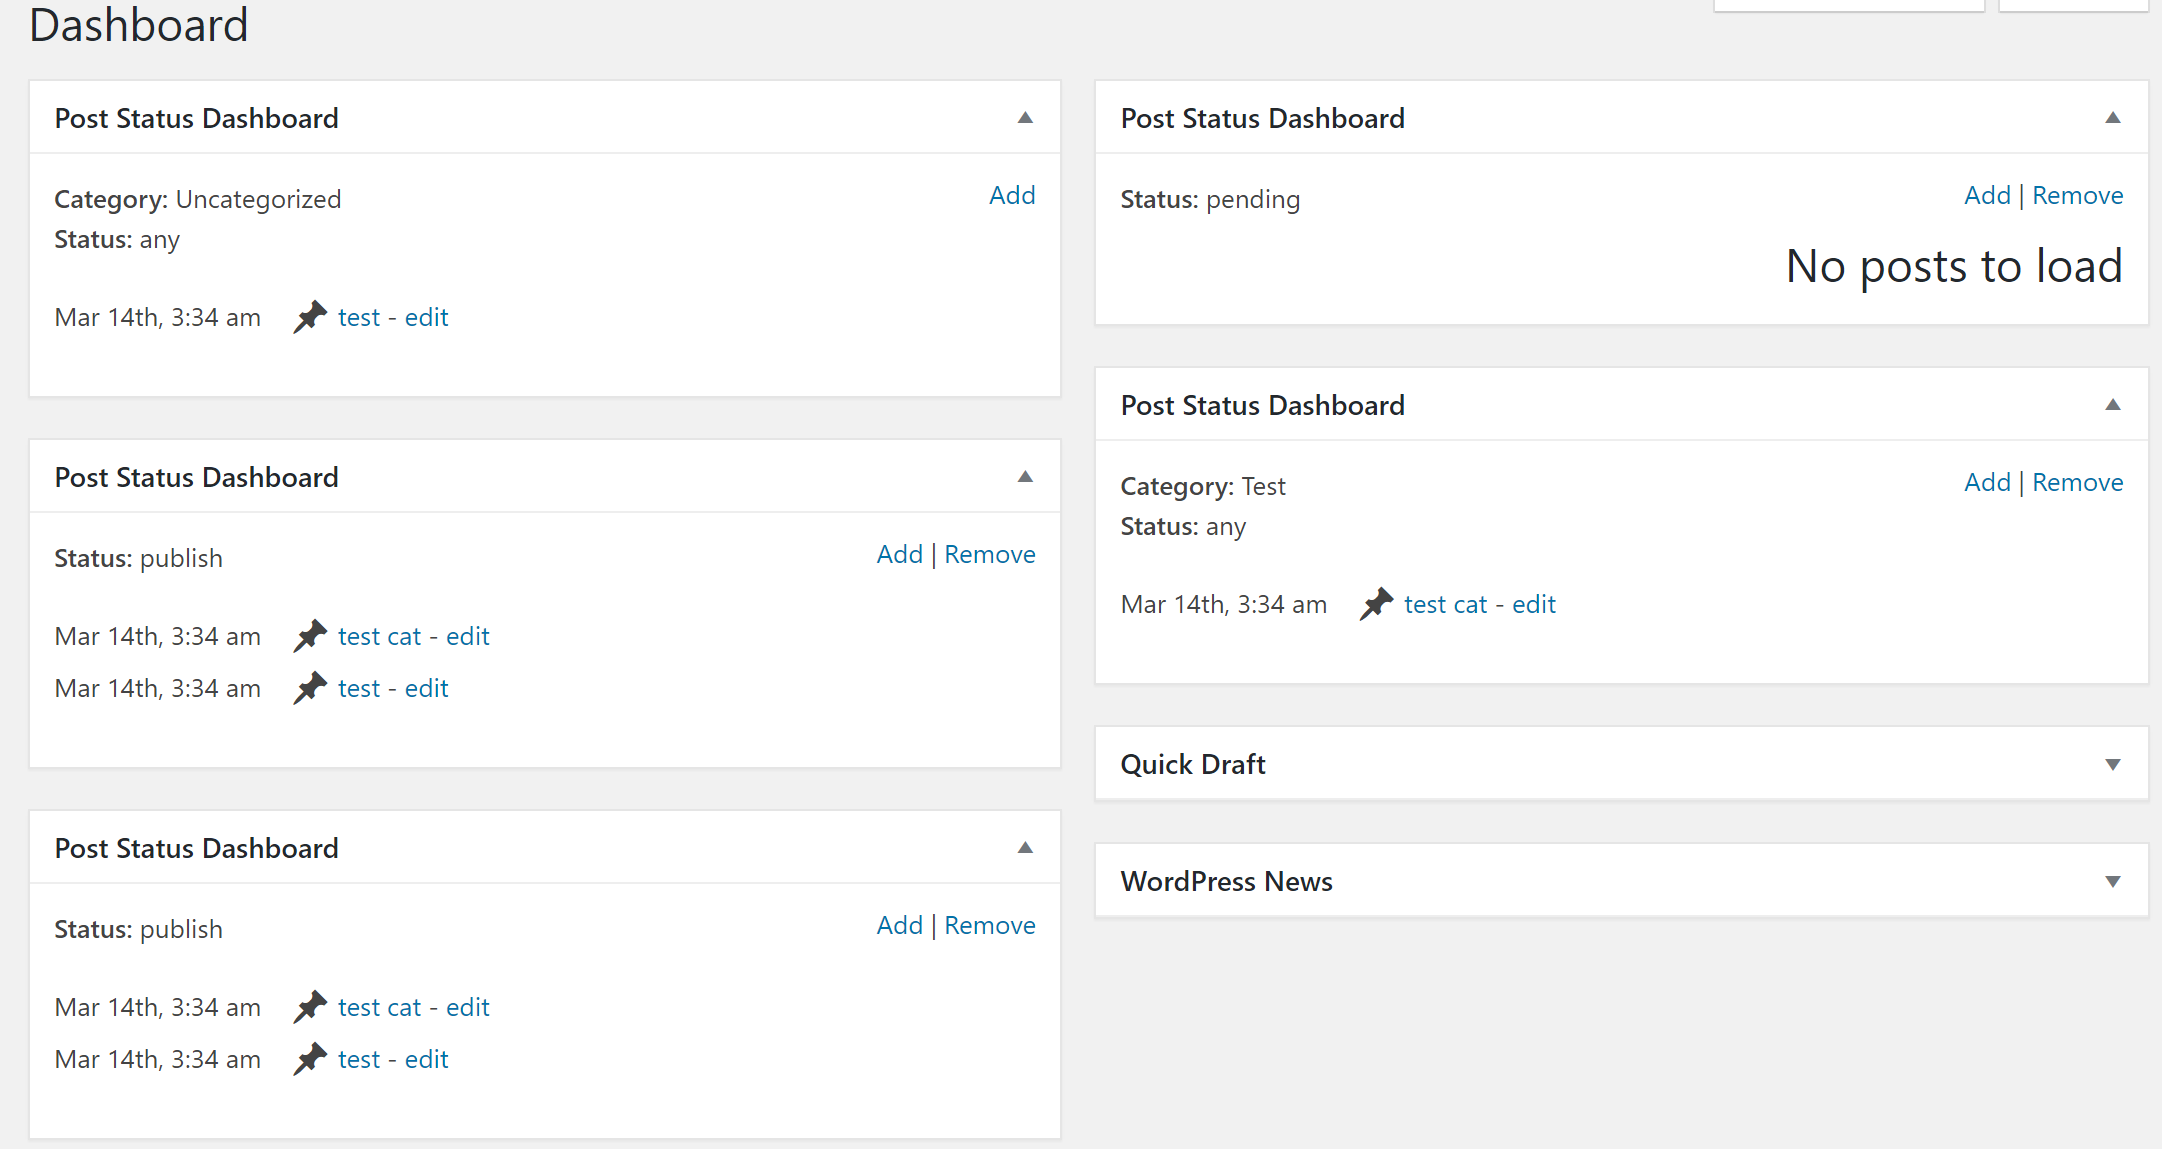 Dashboard
Post Status Dashboard
Category: Uncategorized
Add
Status: any
Mar 14th, 3:34 am test - edit
Post Status Dashboard
Status: publish
Add | Remove
Mar 14th, 3:34 am test cat - edit
Mar 14th, 3:34 am test - edit
Post Status Dashboard
Status: publish
Add | Remove
Mar 14th, 3:34 am test cat - edit
Mar 14th, 3:34 am test - edit
Post Status Dashboard
Status: pending
Add | Remove
No posts to load
Post Status Dashboard
Category: Test
Add | Remove
Status: any
Mar 14th, 3:34 am test cat - edit
Quick Draft
WordPress News